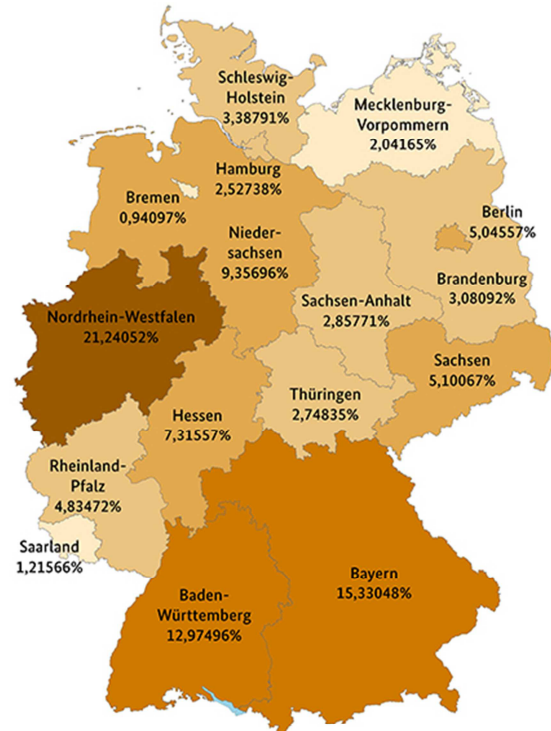 Schleswig-
Holstein
3,38791%
Mecklenburg-
Vorpommern
2,04165%
Hamburg
2,52738%
Bremen
0,94097%
Berlin
5,04557%
Nieder-
sachsen
9,35696%
Brandenburg
3,08092%
Sachsen-Anhalt
2,85771%
Nordrhein-Westfalen
21,24052%
Sachsen
5,10067%
Thüringen
2,74835%
Hessen
7,31557%
Rheinland-
Pfalz
4,83472%
Saarland
1,21566%
Bayern
15,33048%
Baden-
Württemberg
12,97496%